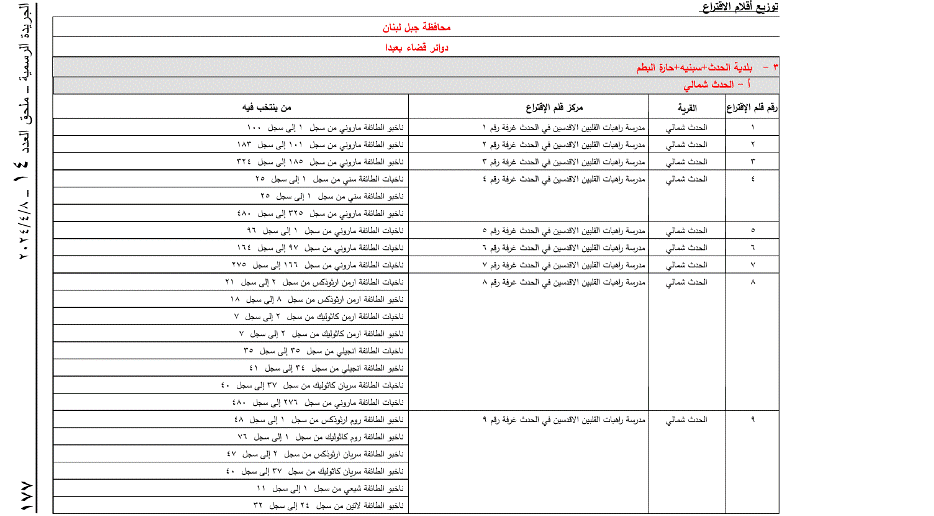 توزيع أقلام الاقتراع
محافظة جبل لبنان
دوائر قضاء بعبدا
٣ - بلدية الحدث+سبنيه+حارة البطم
أ - الحدث شمالي
رقم قلم الإقتراع القرية مركز قلم الإقتراع من ينتخب فيه
١ الحدث شمالي مدرسة راهبات القلبين الاقدسين في الحدث غرفة رقم ١ ناخبو الطائفة ماروني من سجل ١ إلى سجل ١٠٠
٢ الحدث شمالي مدرسة راهبات القلبين الاقدسين في الحدث غرفة رقم ٢ ناخبو الطائفة ماروني من سجل ١٠١ إلى سجل ١٨٣
٣ الحدث شمالي مدرسة راهبات القلبين الاقدسين في الحدث غرفة رقم ٣ ناخبو الطائفة ماروني من سجل ١٨٥ إلى سجل ٣٢٤
٤ الحدث شمالي مدرسة راهبات القلبين الاقدسين في الحدث غرفة رقم ٤ ناخبات الطائفة سني من سجل ١ إلى سجل ٢٥
ناخبو الطائفة سني من سجل ١ إلى سجل ٢٥
ناخبو الطائفة ماروني من سجل ٣٢٥ إلى سجل ٤٨٠
٥ الحدث شمالي مدرسة راهبات القلبين الاقدسين في الحدث غرفة رقم ٥ ناخبات الطائفة ماروني من سجل ١ إلى سجل ٩٦
٦ الحدث شمالي مدرسة راهبات القلبين الاقدسين في الحدث غرفة رقم ٦ ناخبات الطائفة ماروني من سجل ٩٧ إلى سجل ١٦٤
٧ الحدث شمالي مدرسة راهبات القلبين الاقدسين في الحدث غرفة رقم ٧ ناخبات الطائفة ماروني من سجل ١٦٦ إلى سجل ٢٧٥
٨ الحدث شمالي مدرسة راهبات القلبين الاقدسين في الحدث غرفة رقم ٨ ناخبات الطائفة ارمن ارثوذكس من سجل ٢ إلى سجل ٢١
ناخبو الطائفة ارمن ارثوذكس من سجل ٨ إلى سجل ١٨
ناخبات الطائفة ارمن كاثوليك من سجل ٢ إلى سجل ٧
ناخبو الطائفة ارمن كاثوليك من سجل ٢ إلى سجل ٧
ناخبات الطائفة انجيلي من سجل ٣٥ إلى سجل ٣٥
ناخبو الطائفة انجيلي من سجل ٣٤ إلى سجل ٤١
ناخبات الطائفة سريان كاثوليك من سجل ٣٧ إلى سجل ٤٠
ناخبات الطائفة ماروني من سجل ٢٧٦ إلى سجل ٤٨٠
٩ الحدث شمالي مدرسة راهبات القلبين الاقدسين في الحدث غرفة رقم ٩ ناخبو الطائفة روم ارثوذكس من سجل ١ إلى سجل ٤٨
ناخبو الطائفة روم كاثوليك من سجل ١ إلى سجل ٧٦
ناخبو الطائفة سريان ارثوذكس من سجل ٢ إلى سجل ٤٧
ناخبو الطائفة سريان كاثوليك من سجل ٣٧ إلى سجل ٤٠
ناخبو الطائفة شيعي من سجل ١ إلى سجل ١١
ناخبو الطائفة لاتين من سجل ٢٤ إلى سجل ٣٢
الجريدة الرسمية - ملحق العدد ١٤ - ٢٠٢٤/٤/٨
١٧٧